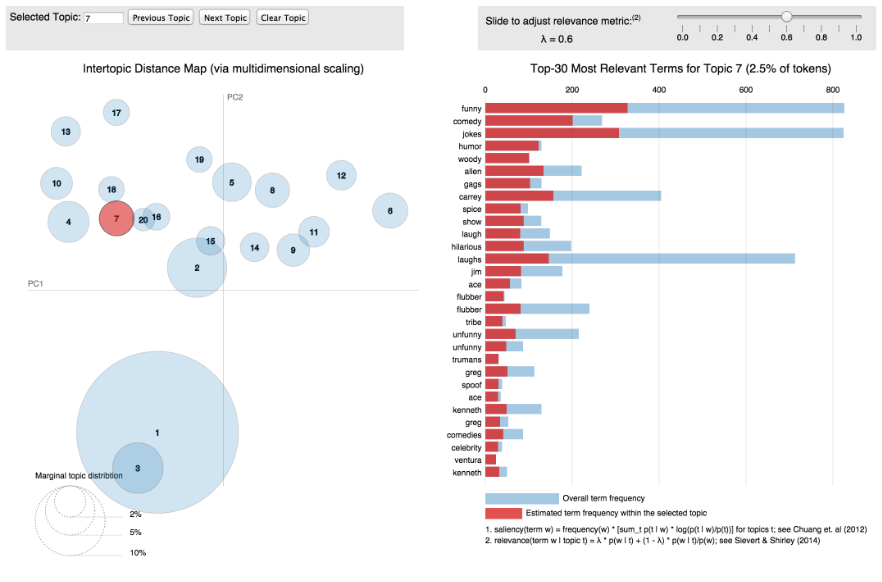 Selected Topic: 7 Previous Topic Next Topic Clear Topic
Slide to adjust relevance metric:(2)
λ = 0.6
0.0 0.2 0.4 0.6 0.8 1.0
Intertopic Distance Map (via multidimensional scaling)
PC2
17
13
19
10
18
5
8
12
6
4
7
20
16
15
14
9
11
2
PC1
1
3
Marginal topic distribtion
2%
5%
10%
Top-30 Most Relevant Terms for Topic 7 (2.5% of tokens)
0 200 400 600 800
funny
comedy
jokes
humor
woody
allen
gags
carrey
spice
show
laugh
hilarious
laughs
jim
ace
flubber
flubber
tribe
unfunny
unfunny
trumans
greg
spoof
ace
kenneth
greg
comedies
celebrity
ventura
kenneth
Overall term frequency
Estimated term frequency within the selected topic
1. saliency(term w) = frequency(w) * [sum_t p(t | w) * log(p(t | w)/p(t))] for topics t; see Chuang et. al (2012)
2. relevance(term w | topic t) = λ * p(w | t) + (1 - λ) * p(w | t)/p(w); see Sievert & Shirley (2014)